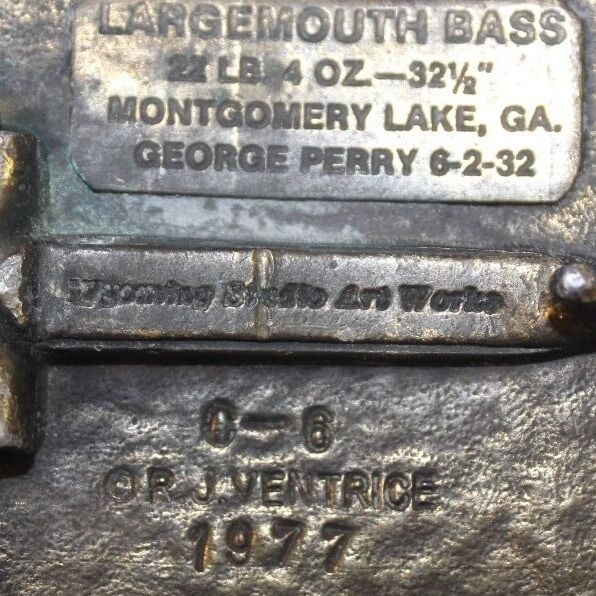 LARGEMOUTH BASS
22 LB. 4 OZ.—32½"
MONTGOMERY LAKE, GA.
GEORGE PERRY 6-2-32
Wyoming Studio Art Works
C-6
© R. J. VENTRICE
1977